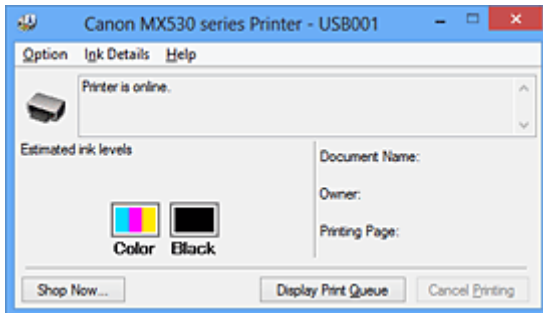 Canon MX530 series Printer - USB001
Option Ink Details Help
Printer is online.
Estimated ink levels
Document Name:
Owner:
Printing Page:
Color Black
Shop Now... Display Print Queue Cancel Printing